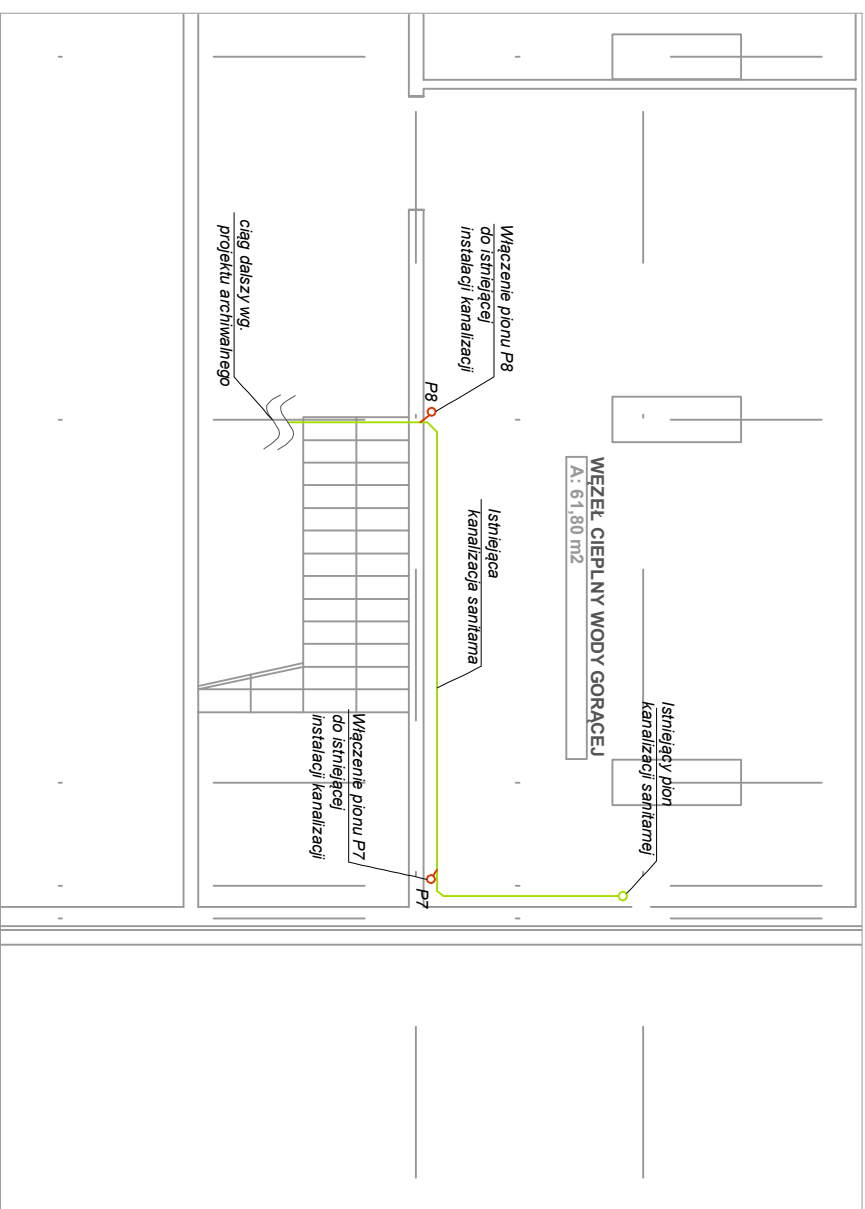 Istniejący pion
kanalizacji sanitarnej
WĘZEŁ CIEPLNY WODY GORĄCEJ
A: 61,80 m2
Włączenie pionu P8
do istniejącej
instalacji kanalizacji
Istniejąca
kanalizacja sanitarna
P8
P7
Włączenie pionu P7
do istniejącej
instalacji kanalizacji
ciąg dalszy wg.
projektu archiwalnego